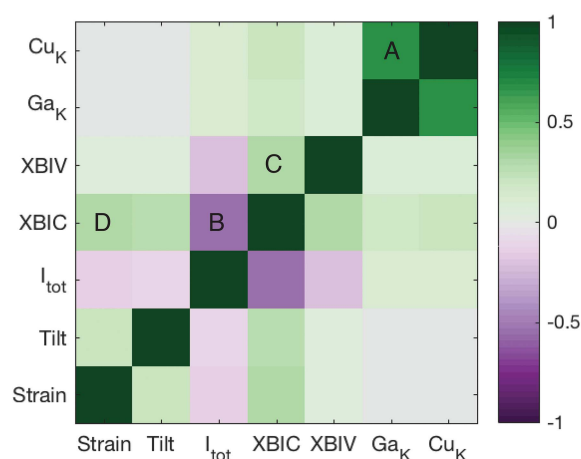 Cu_K
Ga_K
XBIV
XBIC
I_tot
Tilt
Strain
A
C
D B
Strain Tilt I_tot XBIC XBIV Ga_K Cu_K
1
0.5
0
-0.5
-1